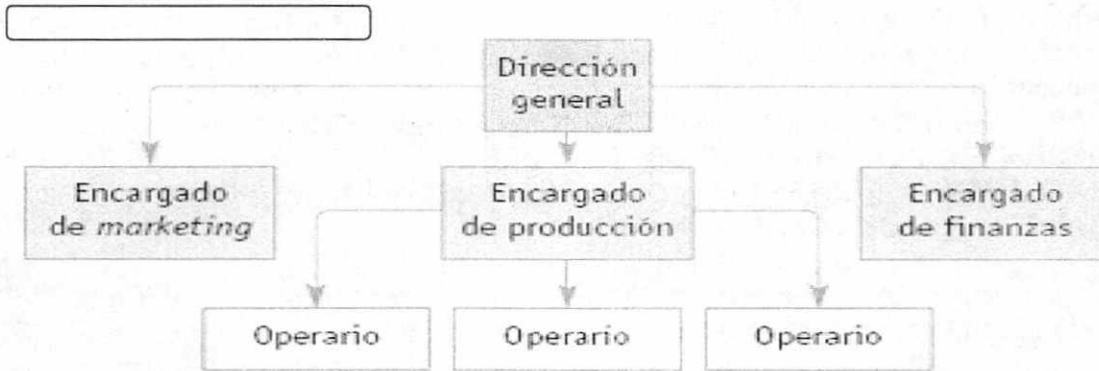 Dirección
general
Encargado
de marketing
Encargado
de producción
Encargado
de finanzas
Operario
Operario
Operario